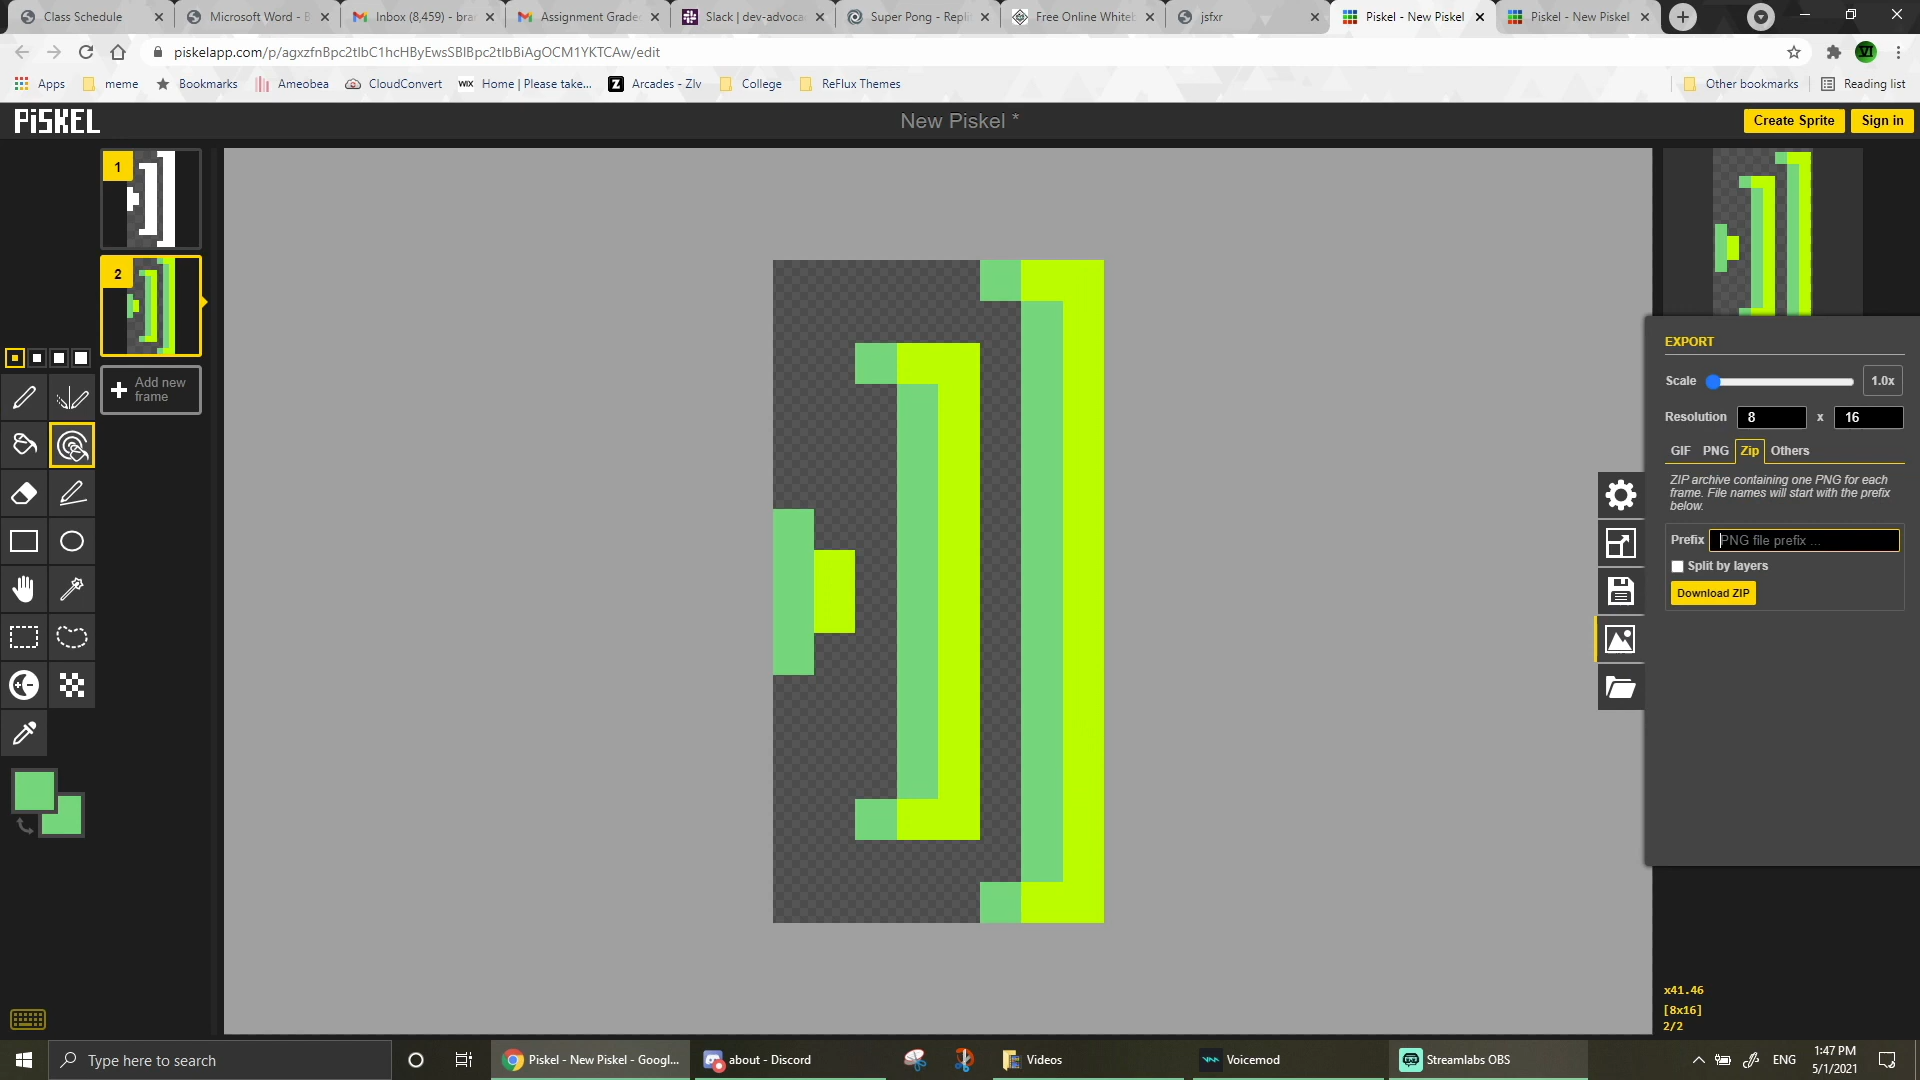 Class Schedule
Microsoft Word - B
Inbox (8,459) - bra
Assignment Grade
Slack | dev-advoca
Super Pong - Repli
Free Online Whiteb
jsfxr
Piskel - New Piskel
Piskel - New Piskel
piskelapp.com/p/agxzfnBpc2tlbC1hcHByEwsSBlBpc2tlbBiAgOCM1YKTCAw/edit
Apps
meme
Bookmarks
Ameobea
CloudConvert
WIX Home | Please take...
Z Arcades - Zlv
College
ReFlux Themes
Other bookmarks
Reading list
PiSKEL
New Piskel *
Create Sprite
Sign in
1
2
Add new
frame
EXPORT
Scale
1.0x
Resolution 8 x 16
GIF PNG Zip Others
ZIP archive containing one PNG for each
frame. File names will start with the prefix
below.
Prefix PNG file prefix ...
Split by layers
Download ZIP
x41.46
[8x16]
2/2
Type here to search
Piskel - New Piskel - Googl...
about - Discord
Videos
Voicemod
Streamlabs OBS
ENG
1:47 PM
5/1/2021